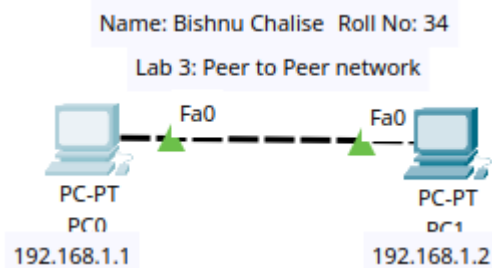 Name: Bishnu Chalise Roll No: 34
Lab 3: Peer to Peer network
Fa0 Fa0
PC-PT PC-PT
PC0 PC1
192.168.1.1 192.168.1.2